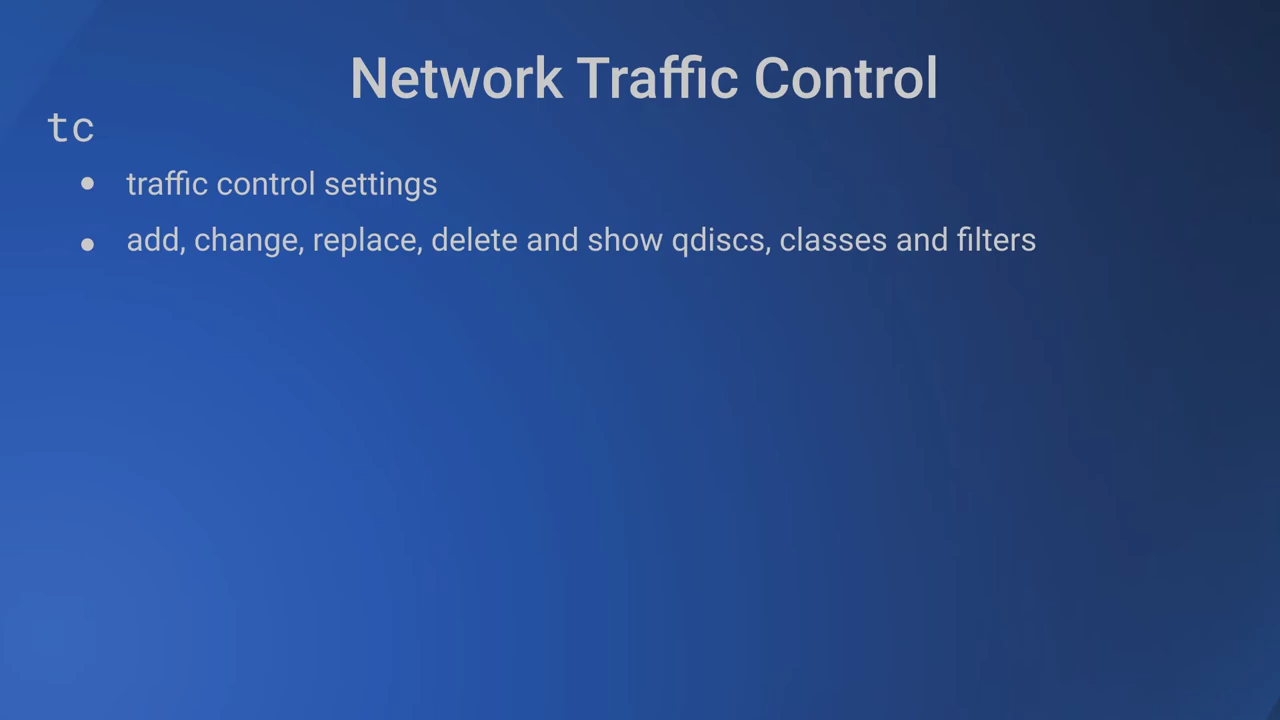 Network Traffic Control
tc
• traffic control settings
• add, change, replace, delete and show qdiscs, classes and filters